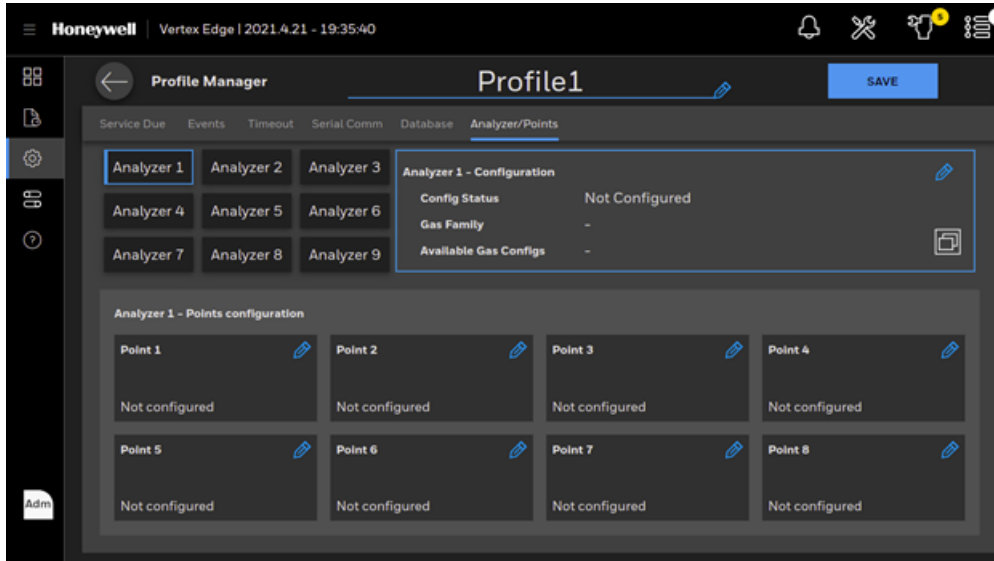 Honeywell Vertex Edge | 2021.4.21 - 19:35:40
5
Profile Manager Profile1 SAVE
Service Due Events Timeout Serial Comm Database Analyzer/Points
Analyzer 1 Analyzer 2 Analyzer 3
Analyzer 4 Analyzer 5 Analyzer 6
Analyzer 7 Analyzer 8 Analyzer 9
Analyzer 1 - Configuration
Config Status Not Configured
Gas Family -
Available Gas Configs -
Analyzer 1 - Points configuration
Point 1 Point 2 Point 3 Point 4
Not configured Not configured Not configured Not configured
Point 5 Point 6 Point 7 Point 8
Not configured Not configured Not configured Not configured
Adm